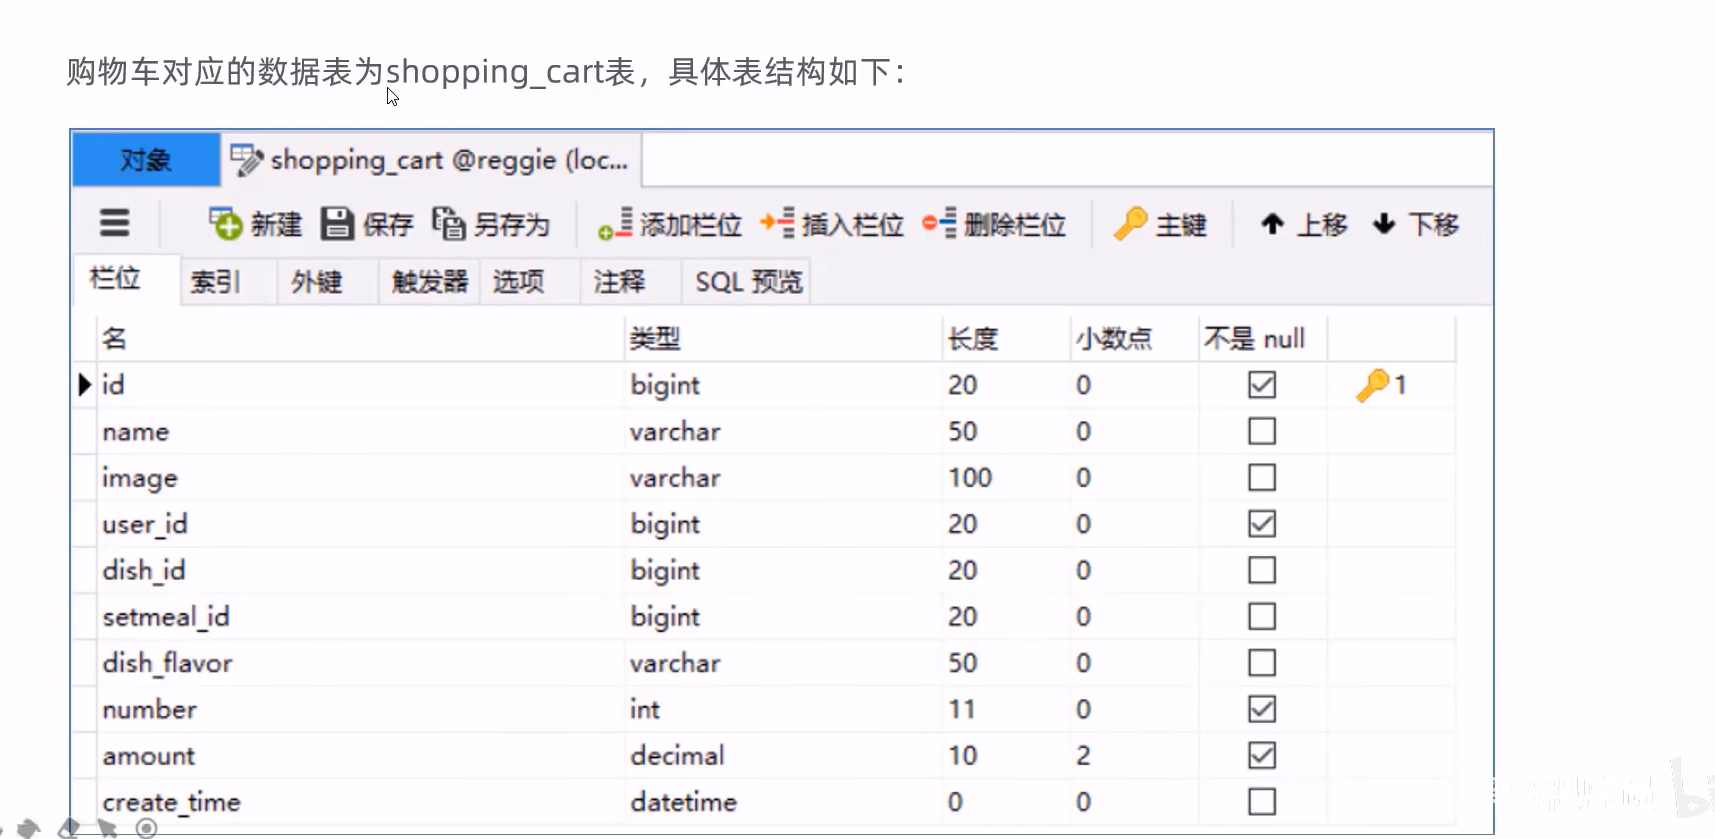 购物车对应的数据表为shopping_cart表，具体表结构如下：
对象 shopping_cart @reggie (loc...
新建 保存 另存为 添加栏位 插入栏位 删除栏位 主键 上移 下移
栏位 索引 外键 触发器 选项 注释 SQL 预览
名 类型 长度 小数点 不是 null
id bigint 20 0 1
name varchar 50 0
image varchar 100 0
user_id bigint 20 0
dish_id bigint 20 0
setmeal_id bigint 20 0
dish_flavor varchar 50 0
number int 11 0
amount decimal 10 2
create_time datetime 0 0